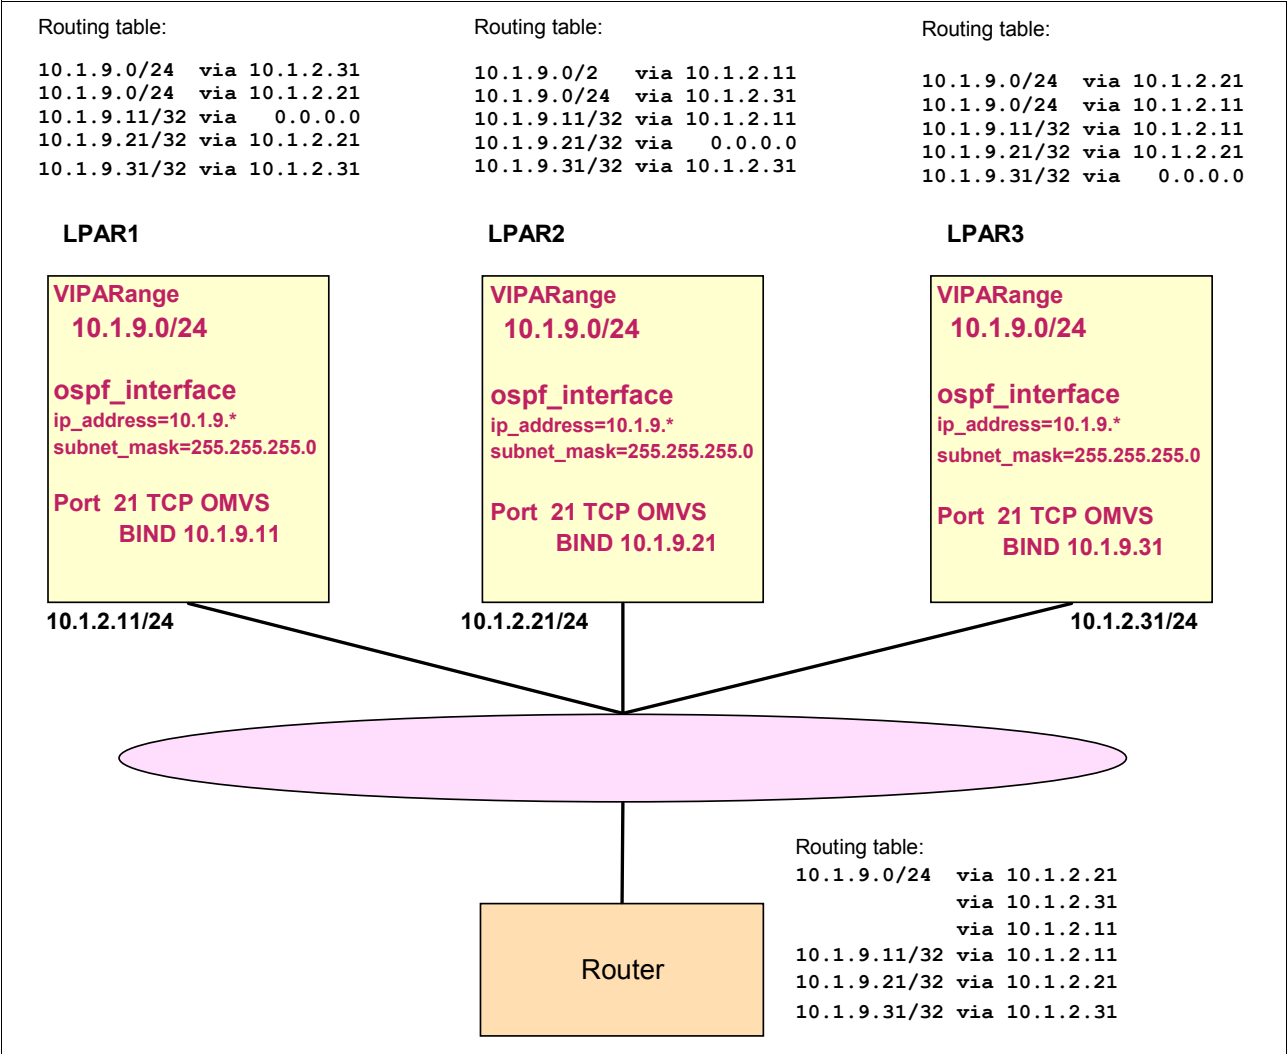 Routing table:
10.1.9.0/24 via 10.1.2.31
10.1.9.0/24 via 10.1.2.21
10.1.9.11/32 via 0.0.0.0
10.1.9.21/32 via 10.1.2.21
10.1.9.31/32 via 10.1.2.31
Routing table:
10.1.9.0/2 via 10.1.2.11
10.1.9.0/24 via 10.1.2.31
10.1.9.11/32 via 10.1.2.11
10.1.9.21/32 via 0.0.0.0
10.1.9.31/32 via 10.1.2.31
Routing table:
10.1.9.0/24 via 10.1.2.21
10.1.9.0/24 via 10.1.2.11
10.1.9.11/32 via 10.1.2.11
10.1.9.21/32 via 10.1.2.21
10.1.9.31/32 via 0.0.0.0
LPAR1
VIPARange
10.1.9.0/24
ospf_interface
ip_address=10.1.9.*
subnet_mask=255.255.255.0
Port 21 TCP OMVS
BIND 10.1.9.11
10.1.2.11/24
LPAR2
VIPARange
10.1.9.0/24
ospf_interface
ip_address=10.1.9.*
subnet_mask=255.255.255.0
Port 21 TCP OMVS
BIND 10.1.9.21
10.1.2.21/24
LPAR3
VIPARange
10.1.9.0/24
ospf_interface
ip_address=10.1.9.*
subnet_mask=255.255.255.0
Port 21 TCP OMVS
BIND 10.1.9.31
10.1.2.31/24
Router
Routing table:
10.1.9.0/24 via 10.1.2.21
via 10.1.2.31
via 10.1.2.11
10.1.9.11/32 via 10.1.2.11
10.1.9.21/32 via 10.1.2.21
10.1.9.31/32 via 10.1.2.31